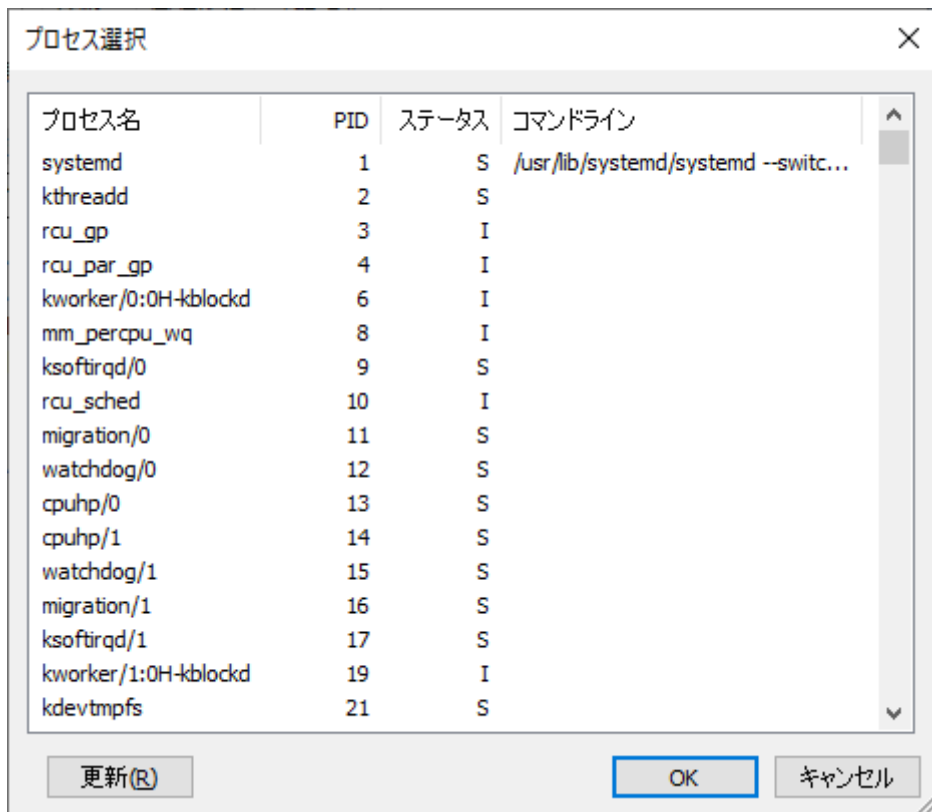 プロセス選択
プロセス名 PID ステータス コマンドライン
systemd 1 S /usr/lib/systemd/systemd --switc...
kthreadd 2 S
rcu_gp 3 I
rcu_par_gp 4 I
kworker/0:0H-kblockd 6 I
mm_percpu_wq 8 I
ksoftirqd/0 9 S
rcu_sched 10 I
migration/0 11 S
watchdog/0 12 S
cpuhp/0 13 S
cpuhp/1 14 S
watchdog/1 15 S
migration/1 16 S
ksoftirqd/1 17 S
kworker/1:0H-kblockd 19 I
kdevtmpfs 21 S
更新(R) OK キャンセル